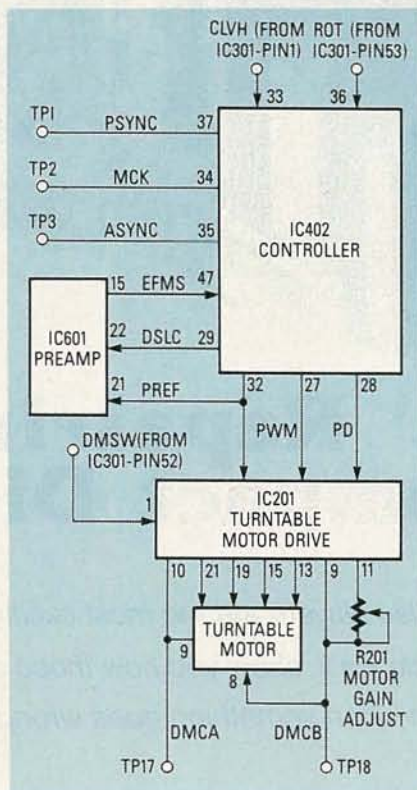 CLVH (FROM IC301-PIN1)
ROT (FROM IC301-PIN53)
33
36
TP1
PSYNC
37
TP2
MCK
34
TP3
ASYNC
35
IC402
CONTROLLER
15
EFMS
47
IC601
PREAMP
22
DSLC
29
21
PREF
32
27
28
PWM
PD
DMSW(FROM
IC301-PIN52)
1
IC201
TURNTABLE
MOTOR DRIVE
10
21
19
15
13
9
11
9
TURNTABLE
MOTOR
8
R201
MOTOR
GAIN
ADJUST
DMCA
DMCB
TP17
TP18